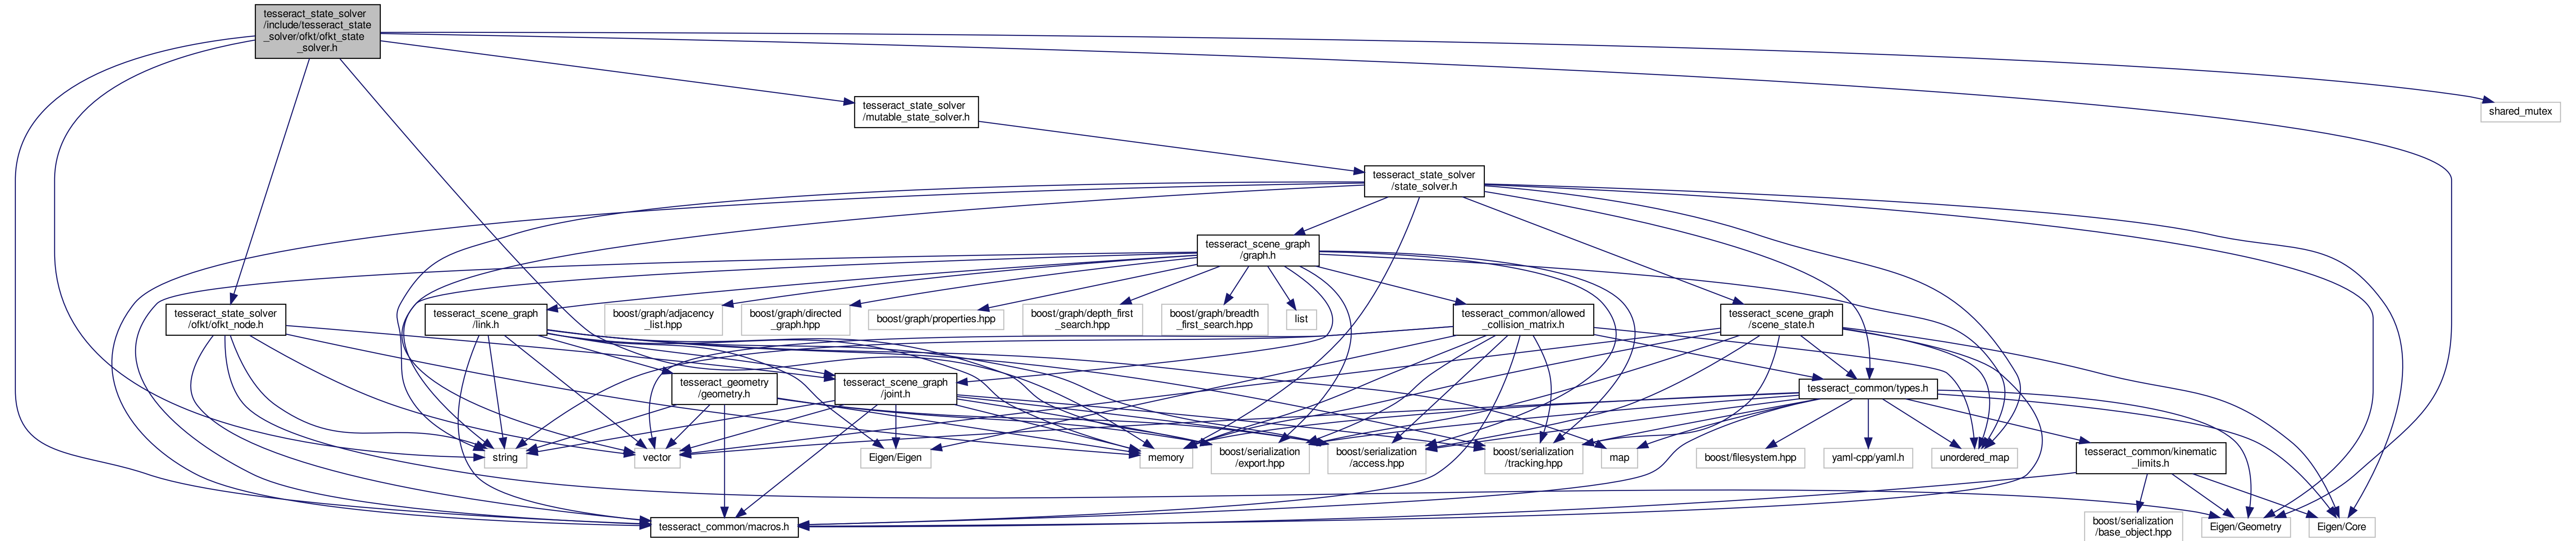 tesseract_state_solver
/include/tesseract_state
_solver/ofkt/ofkt_state
_solver.h
tesseract_state_solver
/mutable_state_solver.h
shared_mutex
tesseract_state_solver
/state_solver.h
tesseract_scene_graph
/graph.h
tesseract_state_solver
/ofkt/ofkt_node.h
tesseract_scene_graph
/link.h
boost/graph/adjacency
_list.hpp
boost/graph/directed
_graph.hpp
boost/graph/properties.hpp
boost/graph/depth_first
_search.hpp
boost/graph/breadth
_first_search.hpp
list
tesseract_common/allowed
_collision_matrix.h
tesseract_scene_graph
/scene_state.h
tesseract_geometry
/geometry.h
tesseract_scene_graph
/joint.h
tesseract_common/types.h
string
vector
Eigen/Eigen
memory
boost/serialization
/export.hpp
boost/serialization
/access.hpp
boost/serialization
/tracking.hpp
map
boost/filesystem.hpp
yaml-cpp/yaml.h
unordered_map
tesseract_common/kinematic
_limits.h
tesseract_common/macros.h
boost/serialization
/base_object.hpp
Eigen/Geometry
Eigen/Core